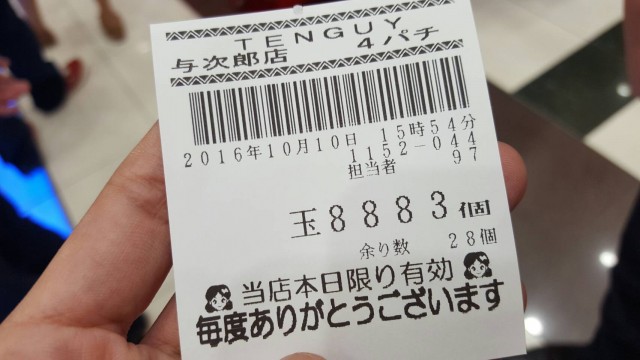 TENGUY
与次郎店 4パチ
2016年10月10日 15時54分
1152-044
担当者 97
玉8883個
余り数 28個
当店本日限り有効
毎度ありがとうございます